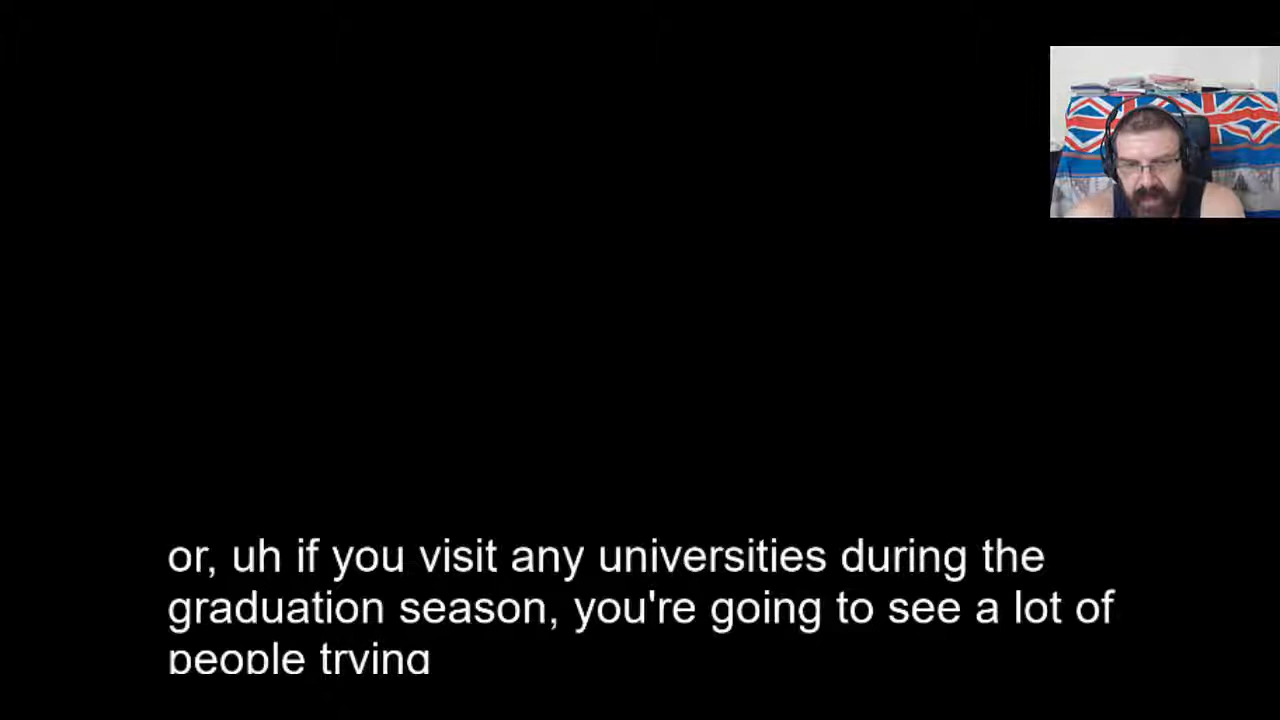 or, uh if you visit any universities during the
graduation season, you're going to see a lot of
people trying